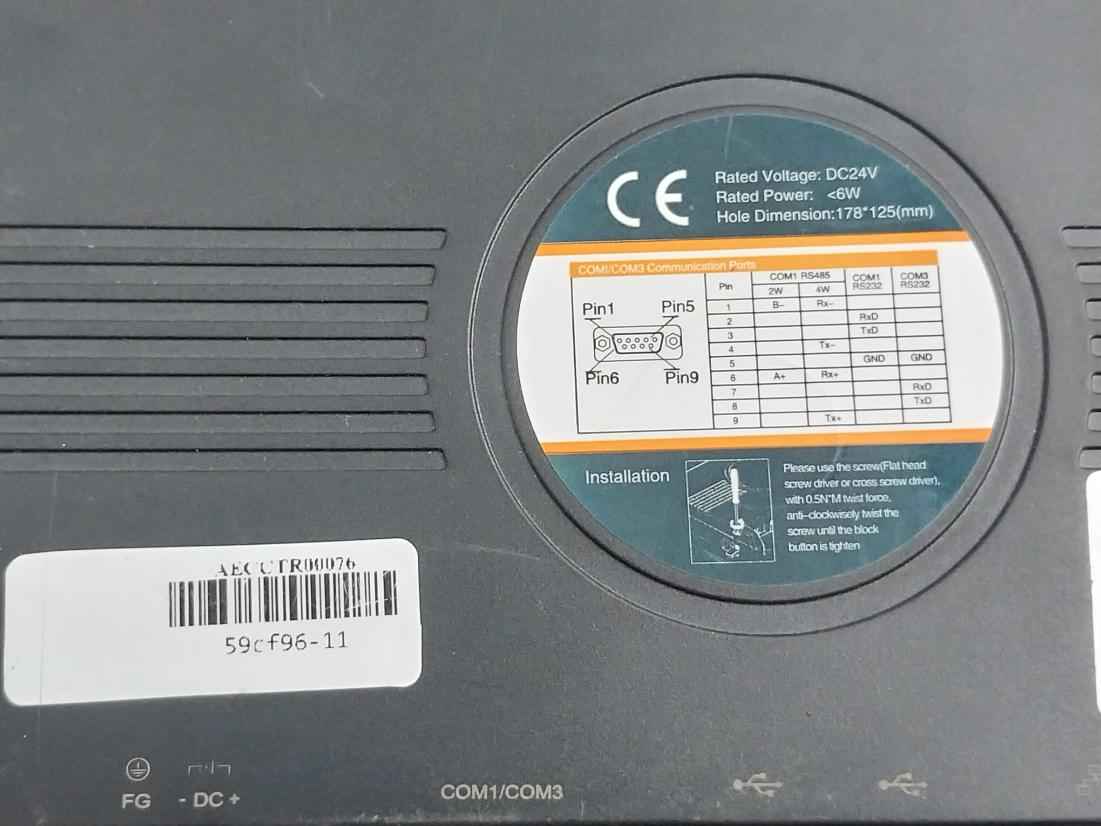 CE
Rated Voltage: DC24V
Rated Power: <6W
Hole Dimension:178*125(mm)
COM1/COM3 Communication Ports
Pin1 Pin5
Pin6 Pin9
Pin COM1 RS485 COM1 RS232 COM3 RS232
2W 4W
1 B- Rx-
2 RxD
3 TxD
4 Tx-
5 GND GND
6 A+ Rx+
7 RxD
8 TxD
9 Tx+
Installation
Please use the screw(Flat head
screw driver or cross screw driver),
with 0.5N*M twist force,
anti-clockwisely twist the
screw until the block
button is tighten
AECCTR00076
59cf96-11
FG - DC + COM1/COM3